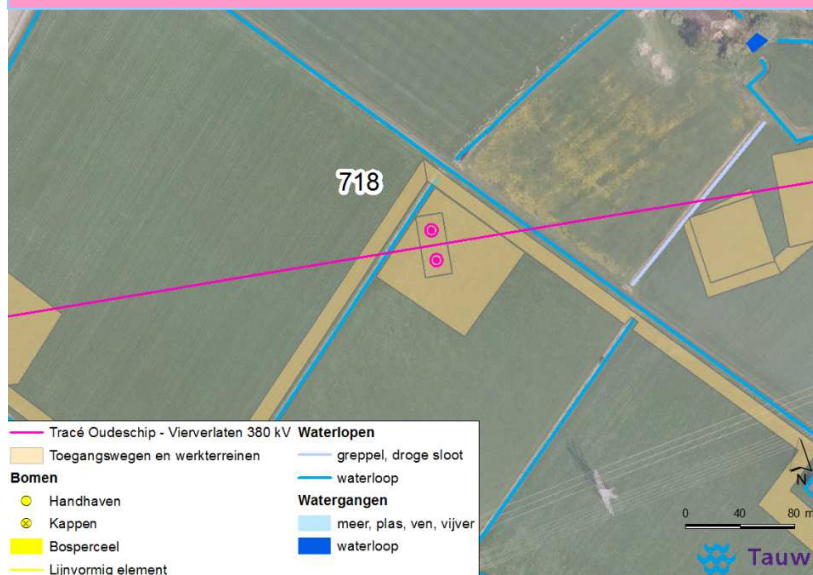 718
Tracé Oudeschip - Vierverlaten 380 kV
Toegangswegen en werkterreinen
Bomen
Handhaven
Kappen
Bosperceel
Lijnvormig element
Waterlopen
greppel, droge sloot
waterloop
Watergangen
meer, plas, ven, vijver
waterloop
N
0 40 80 m
Tauw